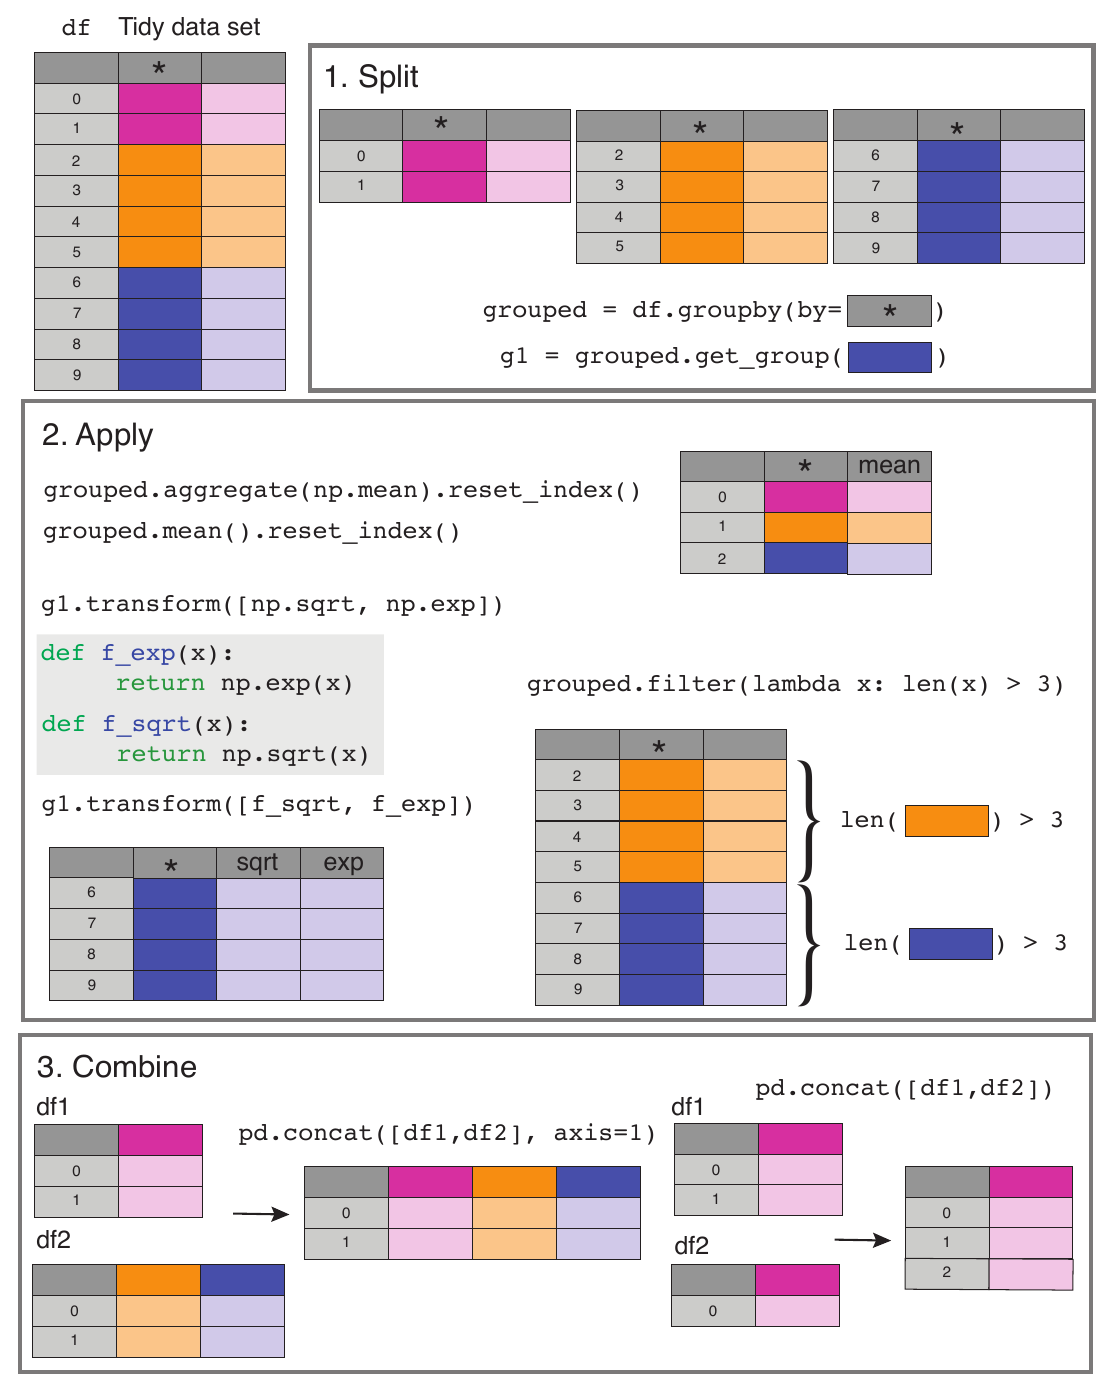 df Tidy data set
*
0
1
2
3
4
5
6
7
8
9
1. Split
* * *
0 2 6
1 3 7
4 8
5 9
grouped = df.groupby(by= * )
g1 = grouped.get_group( )
2. Apply
grouped.aggregate(np.mean).reset_index()
grouped.mean().reset_index()
* mean
0
1
2
g1.transform([np.sqrt, np.exp])
def f_exp(x):
return np.exp(x)
def f_sqrt(x):
return np.sqrt(x)
g1.transform([f_sqrt, f_exp])
* sqrt exp
6
7
8
9
grouped.filter(lambda x: len(x) > 3)
*
2
3
4
5
6
7
8
9
len( ) > 3
len( ) > 3
3. Combine
df1
0
1
df2
0
1
pd.concat([df1,df2], axis=1)
0
1
pd.concat([df1,df2])
df1
0
1
df2
0
0
1
2